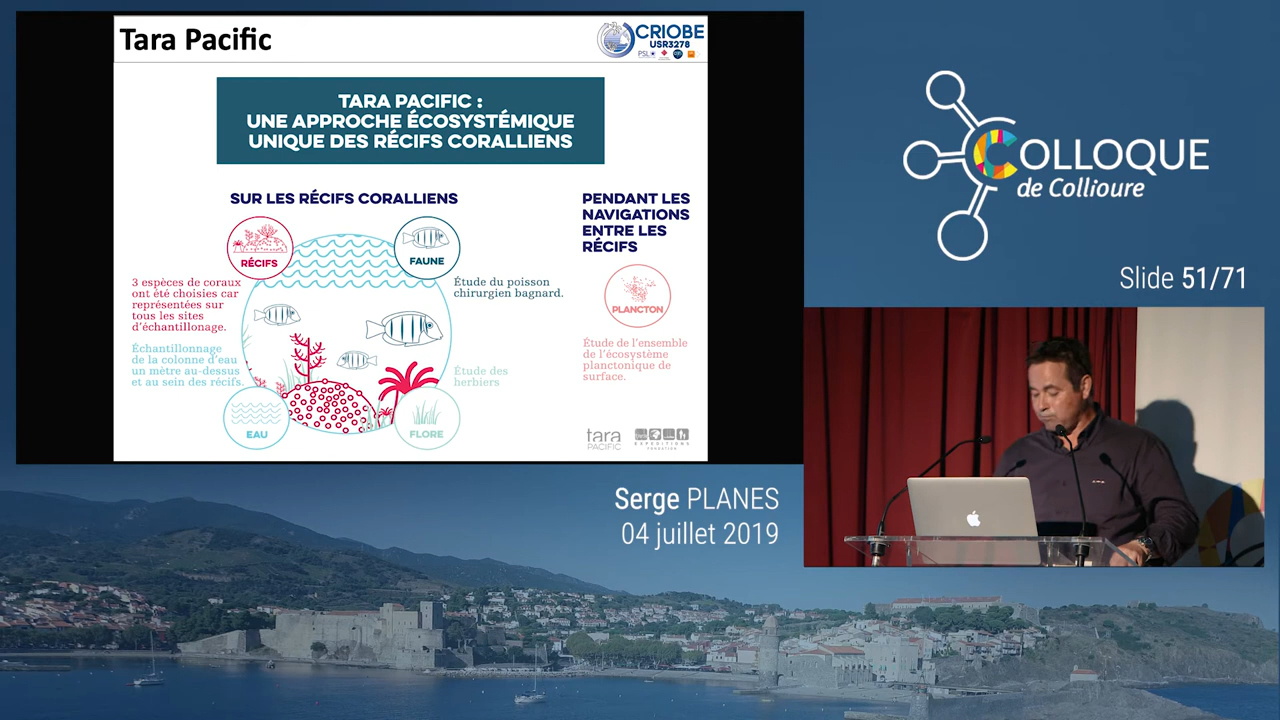 Tara Pacific
CRIOBE
USR3278
PSL
TARA PACIFIC :
UNE APPROCHE ÉCOSYSTÉMIQUE
UNIQUE DES RÉCIFS CORALLIENS
SUR LES RÉCIFS CORALLIENS
RÉCIFS
FAUNE
3 espèces de coraux
ont été choisies car
représentées sur
tous les sites
d'échantillonage.
Étude du poisson
chirurgien bagnard.
Échantillonnage
de la colonne d'eau
un mètre au-dessus
et au sein des récifs.
Étude des
herbiers
EAU
FLORE
PENDANT LES
NAVIGATIONS
ENTRE LES
RÉCIFS
PLANCTON
Étude de l'ensemble
de l'écosystème
planctonique de
surface.
tara
PACIFIC
EXPEDITIONS
FONDATION
COLLOQUE
de Collioure
Slide 51/71
Serge PLANES
04 juillet 2019